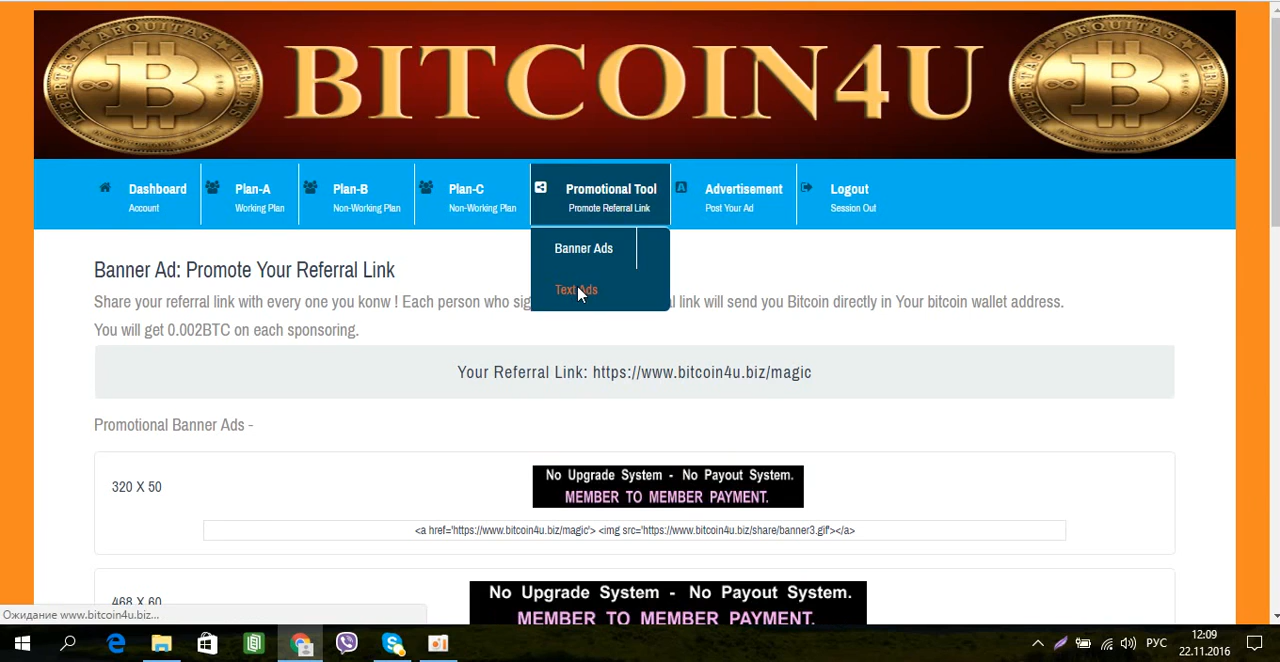 BITCOIN4U
LIBERTAS AEQUITAS VERITAS
LIBERTAS AEQUITAS VERITAS
Dashboard
Account
Plan-A
Working Plan
Plan-B
Non-Working Plan
Plan-C
Non-Working Plan
Promotional Tool
Promote Referral Link
Advertisement
Post Your Ad
Logout
Session Out
Banner Ads
Text Ads
Banner Ad: Promote Your Referral Link
Share your referral link with every one you konw ! Each person who sig link will send you Bitcoin directly in Your bitcoin wallet address.
You will get 0.002BTC on each sponsoring.
Your Referral Link: https://www.bitcoin4u.biz/magic
Promotional Banner Ads -
320 X 50
No Upgrade System - No Payout System.
MEMBER TO MEMBER PAYMENT.
<a href='https://www.bitcoin4u.biz/magic'> <img src='https://www.bitcoin4u.biz/share/banner3.gif'></a>
468 X 60
No Upgrade System - No Payout System.
MEMBER TO MEMBER PAYMENT.
Ожидание www.bitcoin4u.biz...
РУС
12:09
22.11.2016